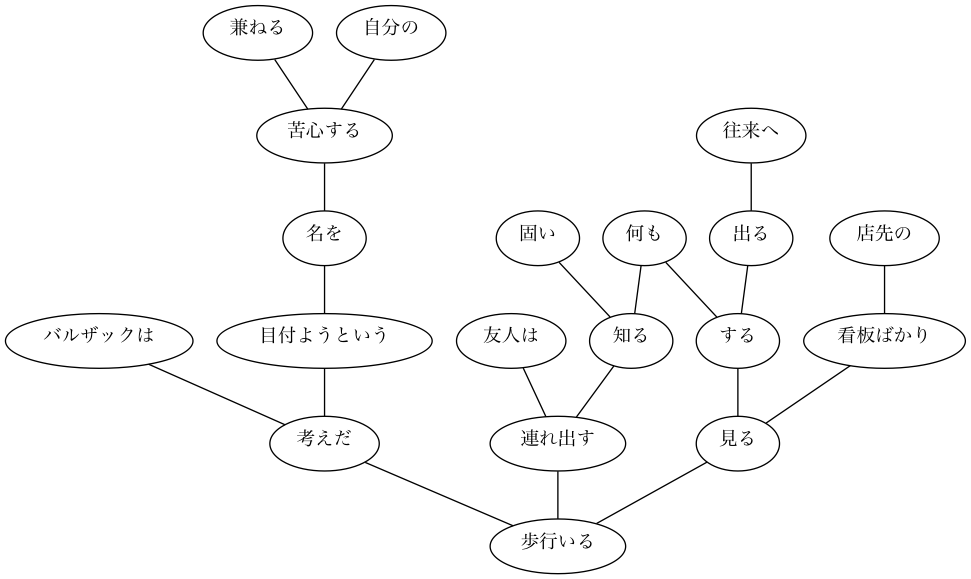 兼ねる 自分の
苦心する 往来へ
名を 固い 何も 出る 店先の
バルザックは 目付ようという 友人は 知る する 看板ばかり
考えだ 連れ出す 見る
歩行いる